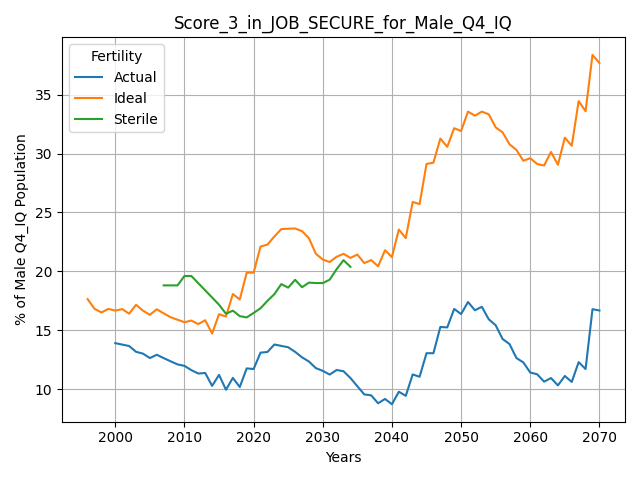 Score_3_in_JOB_SECURE_for_Male_Q4_IQ
Fertility
Actual
Ideal
Sterile
% of Male Q4_IQ Population
35
30
25
20
15
10
2000 2010 2020 2030 2040 2050 2060 2070
Years